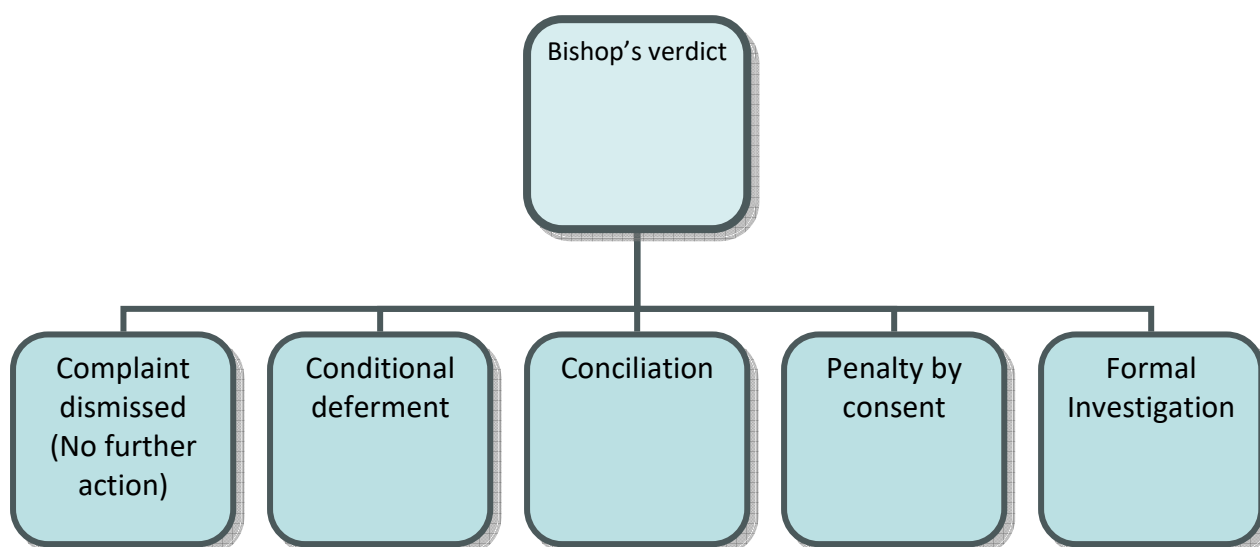 Bishop’s verdict
Complaint
dismissed
(No further
action)
Conditional
deferment
Conciliation
Penalty by
consent
Formal
Investigation